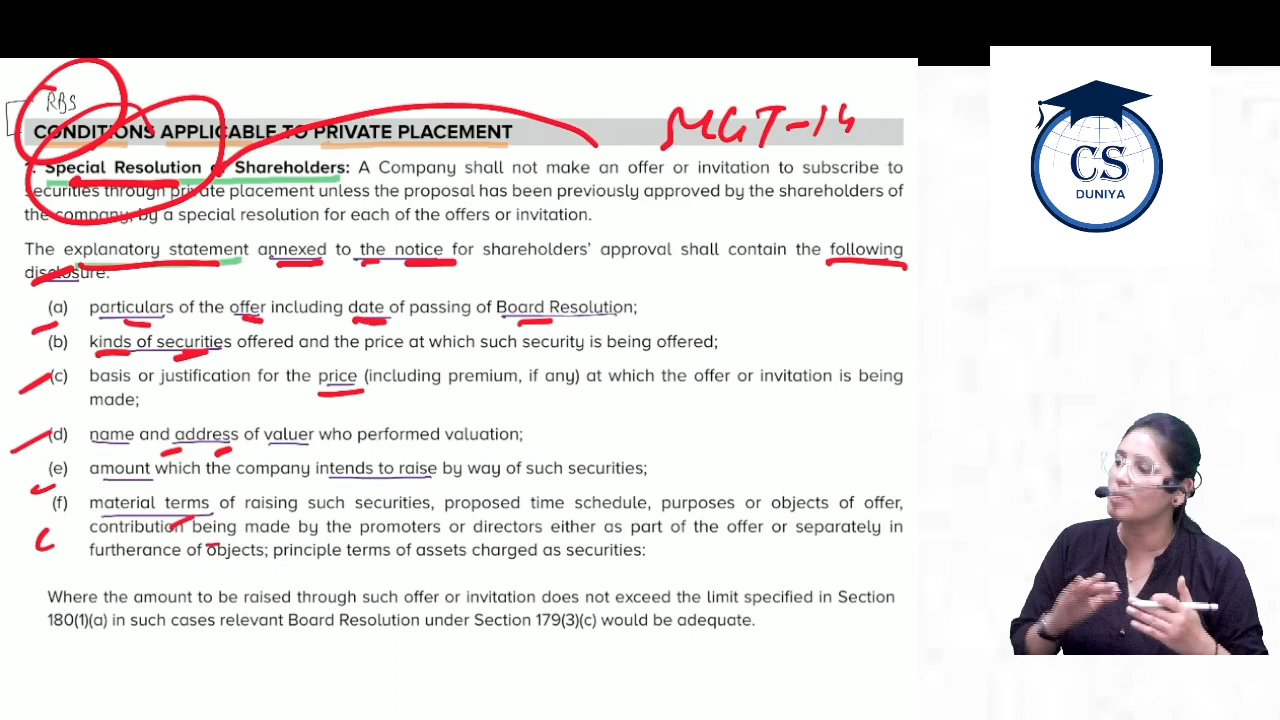 RBS
MGT-14
CONDITIONS APPLICABLE TO PRIVATE PLACEMENT
Special Resolution of Shareholders: A Company shall not make an offer or invitation to subscribe to
securities through private placement unless the proposal has been previously approved by the shareholders of
the company, by a special resolution for each of the offers or invitation.
The explanatory statement annexed to the notice for shareholders' approval shall contain the following
disclosure:
(a) particulars of the offer including date of passing of Board Resolution;
(b) kinds of securities offered and the price at which such security is being offered;
(c) basis or justification for the price (including premium, if any) at which the offer or invitation is being
made;
(d) name and address of valuer who performed valuation;
(e) amount which the company intends to raise by way of such securities;
(f) material terms of raising such securities, proposed time schedule, purposes or objects of offer,
contribution being made by the promoters or directors either as part of the offer or separately in
furtherance of objects; principle terms of assets charged as securities:
Where the amount to be raised through such offer or invitation does not exceed the limit specified in Section
180(1)(a) in such cases relevant Board Resolution under Section 179(3)(c) would be adequate.
CS
DUNIYA